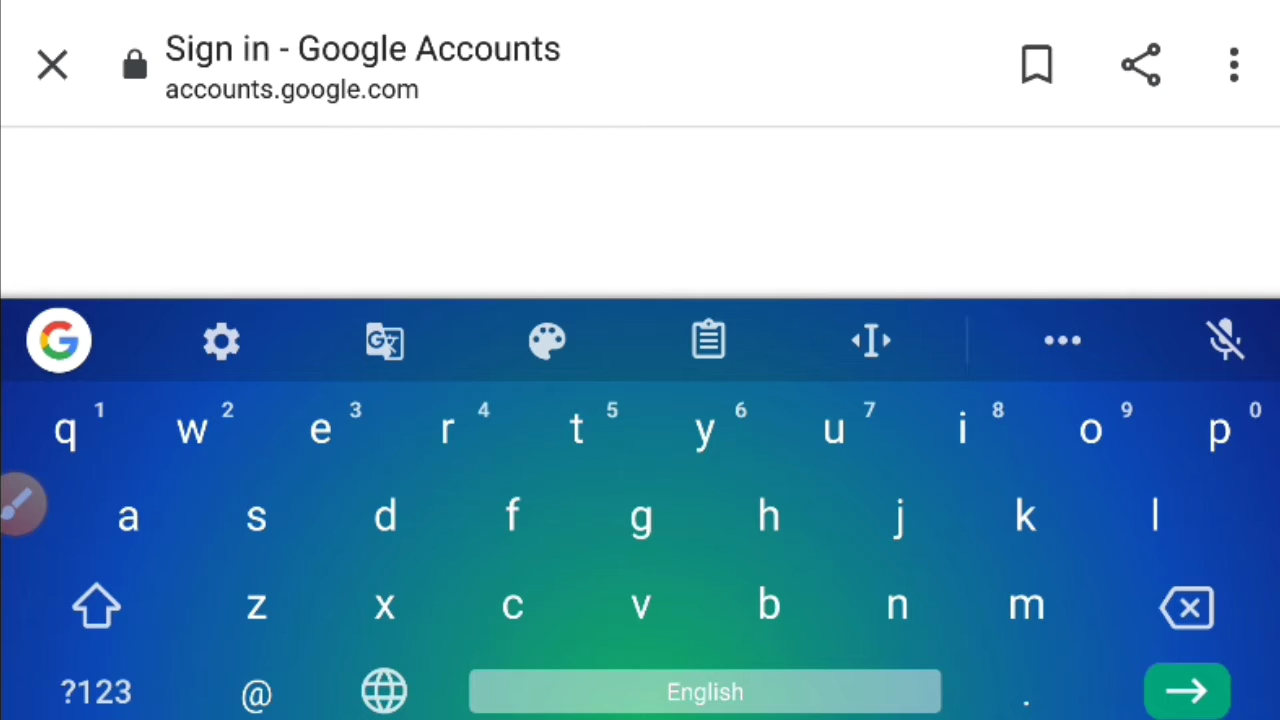 Sign in - Google Accounts
accounts.google.com
G
q 1 w 2 e 3 r 4 t 5 y 6 u 7 i 8 o 9 p 0
a s d f g h j k l
z x c v b n m
?123 @ English .